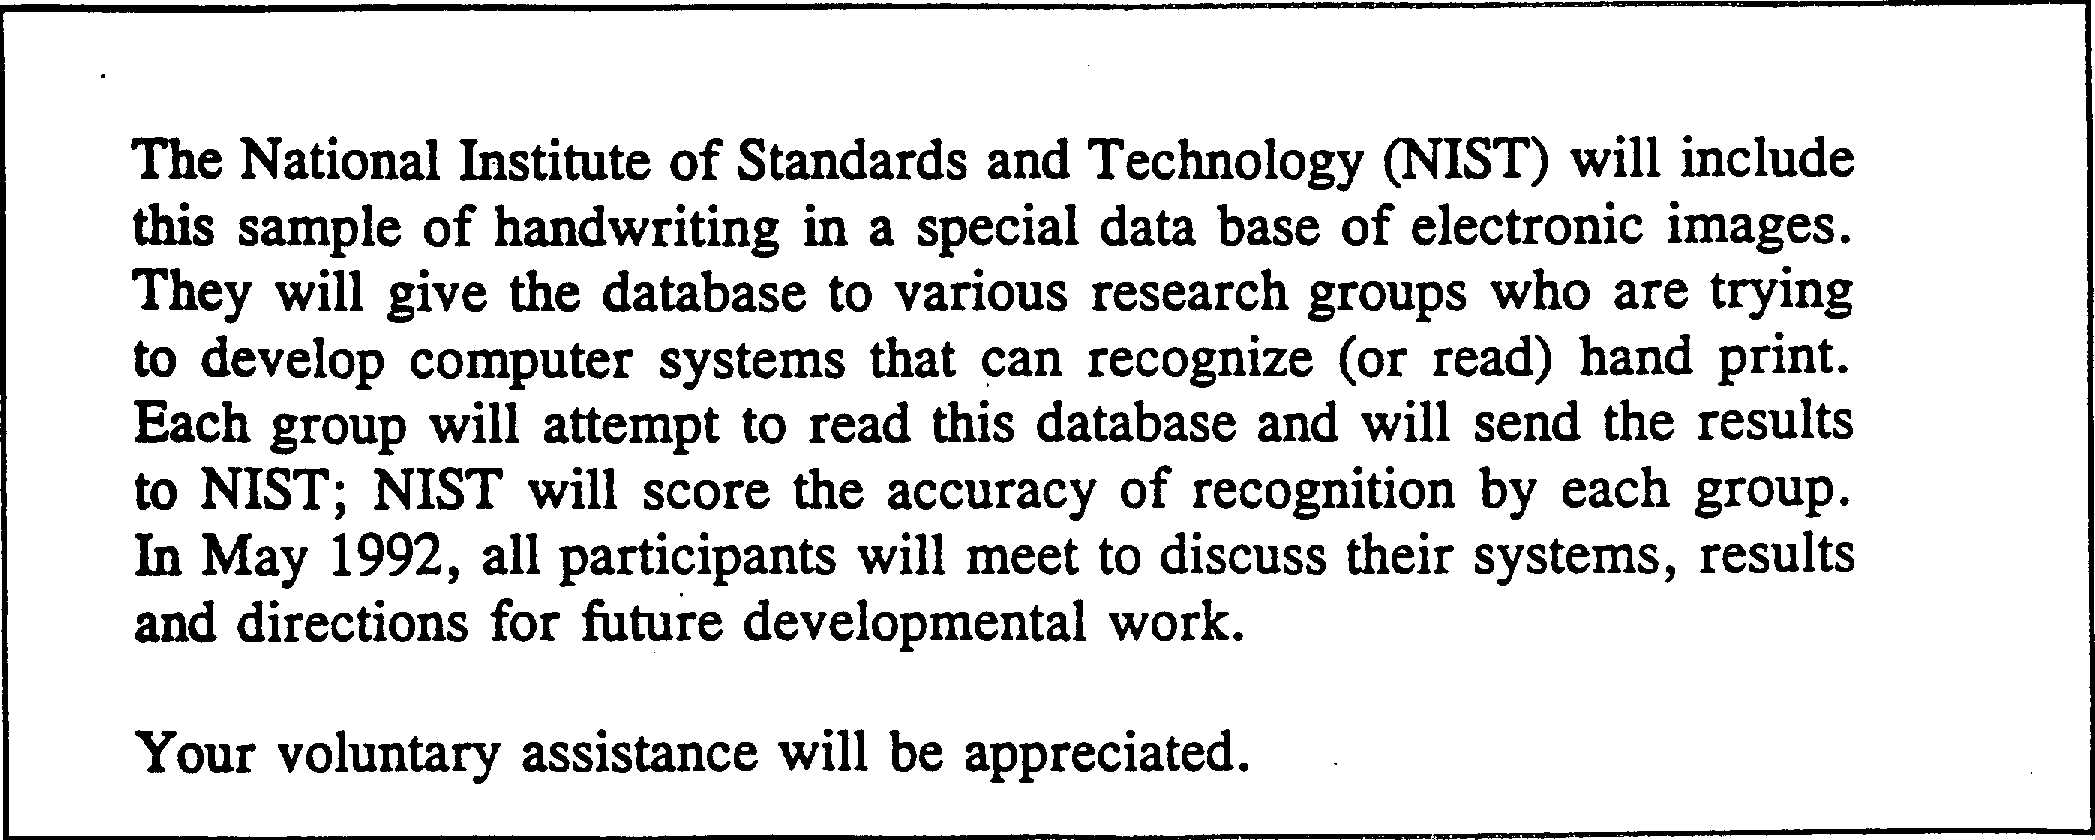 The National Institute of Standards and Technology (NIST) will include
this sample of handwriting in a special data base of electronic images.
They will give the database to various research groups who are trying
to develop computer systems that can recognize (or read) hand print.
Each group will attempt to read this database and will send the results
to NIST; NIST will score the accuracy of recognition by each group.
In May 1992, all participants will meet to discuss their systems, results
and directions for future developmental work.
Your voluntary assistance will be appreciated.